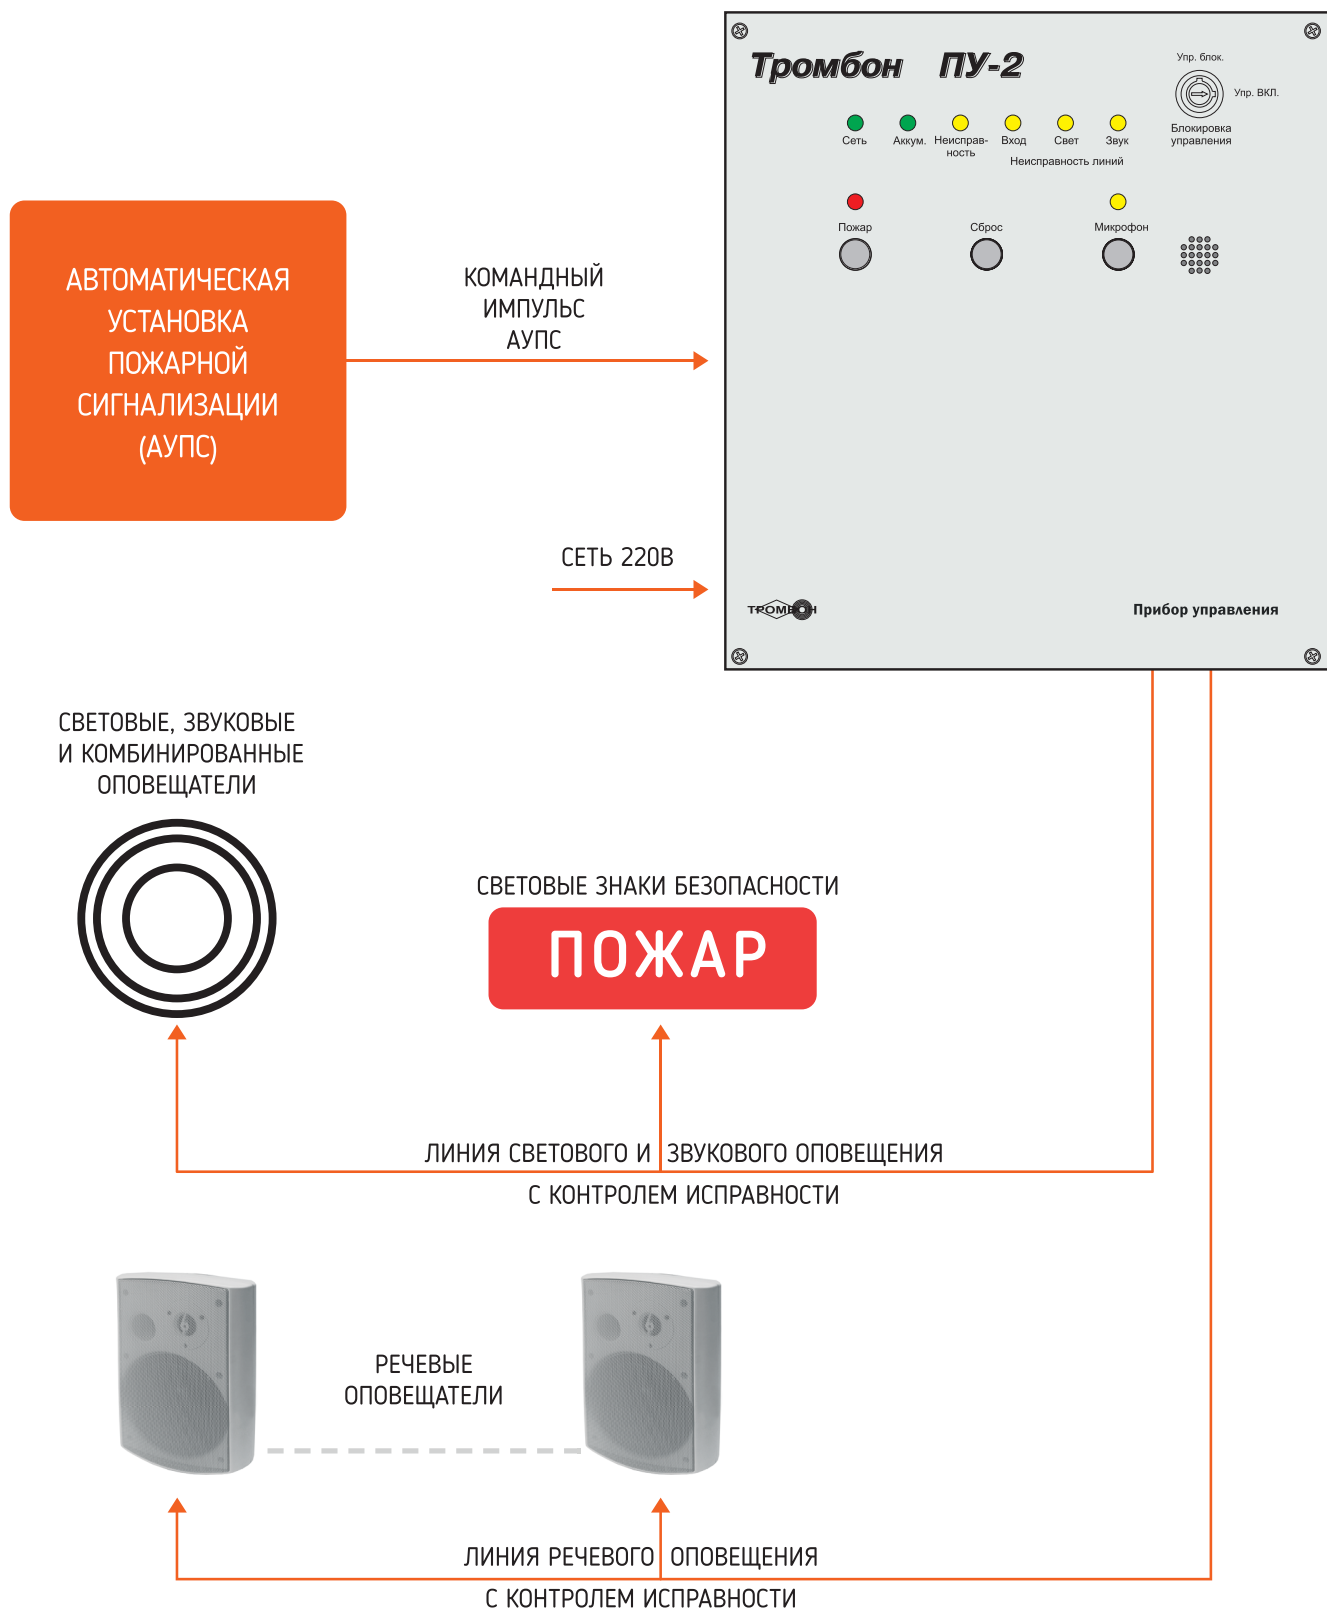 Тромбон ПУ-2
Упр. блок.
Упр. ВКЛ.
Блокировка
управления
Сеть
Аккум.
Неисправ-
ность
Вход
Свет
Звук
Неисправность линий
Пожар
Сброс
Микрофон
АВТОМАТИЧЕСКАЯ
УСТАНОВКА
ПОЖАРНОЙ
СИГНАЛИЗАЦИИ
(АУПС)
КОМАНДНЫЙ
ИМПУЛЬС
АУПС
СЕТЬ 220В
ТРОМБОН
Прибор управления
СВЕТОВЫЕ, ЗВУКОВЫЕ
И КОМБИНИРОВАННЫЕ
ОПОВЕЩАТЕЛИ
СВЕТОВЫЕ ЗНАКИ БЕЗОПАСНОСТИ
ПОЖАР
ЛИНИЯ СВЕТОВОГО И ЗВУКОВОГО ОПОВЕЩЕНИЯ
С КОНТРОЛЕМ ИСПРАВНОСТИ
РЕЧЕВЫЕ
ОПОВЕЩАТЕЛИ
ЛИНИЯ РЕЧЕВОГО ОПОВЕЩЕНИЯ
С КОНТРОЛЕМ ИСПРАВНОСТИ